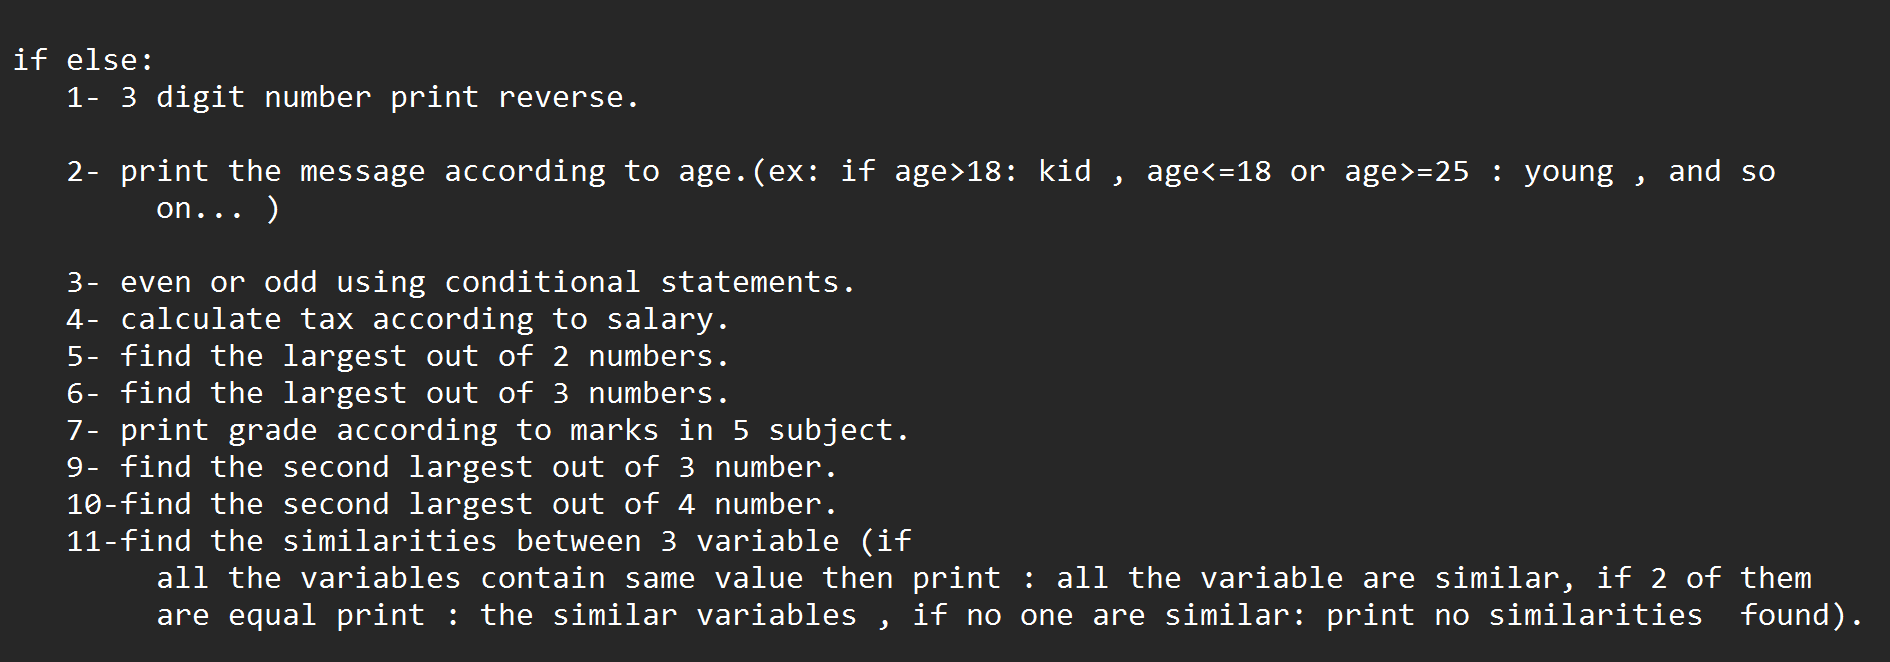 if else:
1- 3 digit number print reverse.
2- print the message according to age.(ex: if age>18: kid , age<=18 or age>=25 : young , and so
on... )
3- even or odd using conditional statements.
4- calculate tax according to salary.
5- find the largest out of 2 numbers.
6- find the largest out of 3 numbers.
7- print grade according to marks in 5 subject.
9- find the second largest out of 3 number.
10-find the second largest out of 4 number.
11-find the similarities between 3 variable (if
all the variables contain same value then print : all the variable are similar, if 2 of them
are equal print : the similar variables , if no one are similar: print no similarities  found).